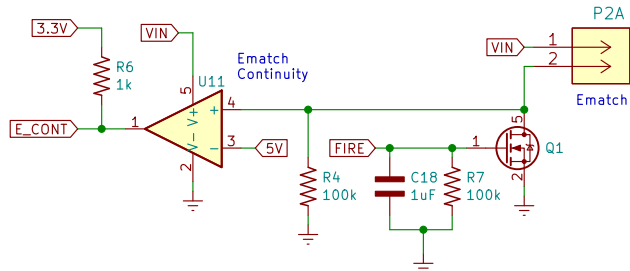 P2A
3.3V
VIN
VIN
1
2
R6
1k
U11
Ematch
Continuity
Ematch
5
V+
4
+
5
E_CONT
1
V-
3
-
5V
FIRE
1
Q1
2
R4
100k
C18
1uF
R7
100k
2